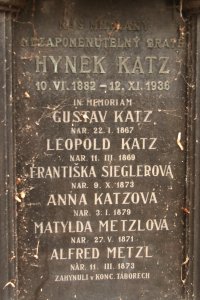 NEZAPOMENUTELNÝ BRATR
HYNEK KATZ
10. VI. 1882 – 12. XI. 1936
IN MEMORIAM
GUSTAV KATZ
NAR. 22. I. 1867
LEOPOLD KATZ
NAR. 11. III. 1869
FRANTIŠKA SIEGLEROVÁ
NAR. 9. X. 1873
ANNA KATZOVÁ
NAR. 3. I. 1879
MATYLDA METZLOVÁ
NAR. 27. V. 1871
ALFRED METZL
NAR. 11. III. 1873
ZAHYNULI V KONC. TÁBORECH